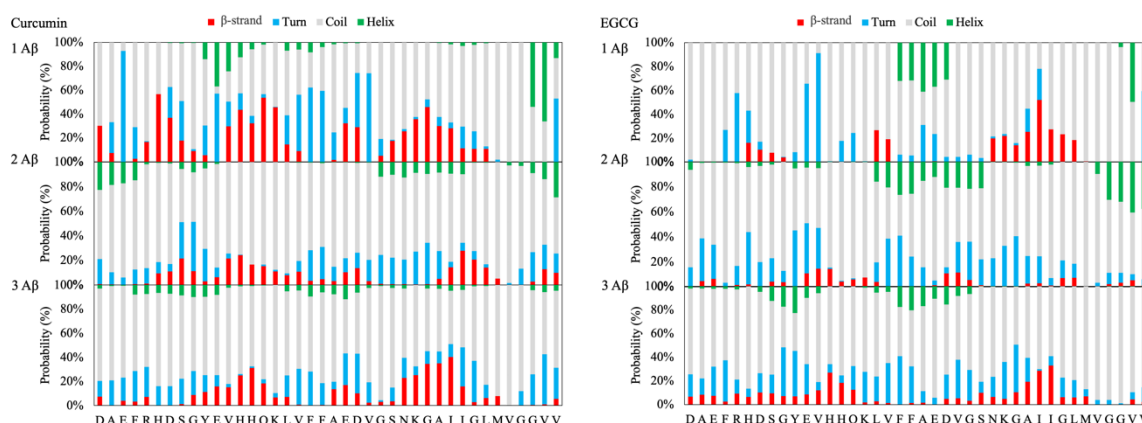 Curcumin
β-strand Turn Coil Helix
1 Aβ
Probability (%)
100%
80%
60%
40%
20%
2 Aβ
Probability (%)
100%
80%
60%
40%
20%
3 Aβ
Probability (%)
100%
80%
60%
40%
20%
0%
D A E F R H D S G Y E V H H Q K L V F F A E D V G S N K G A I I G L M V G G V V
EGCG
β-strand Turn Coil Helix
1 Aβ
Probability (%)
100%
80%
60%
40%
20%
2 Aβ
Probability (%)
100%
80%
60%
40%
20%
3 Aβ
Probability (%)
100%
80%
60%
40%
20%
0%
D A E F R H D S G Y E V H H Q K L V F F A E D V G S N K G A I I G L M V G G V V